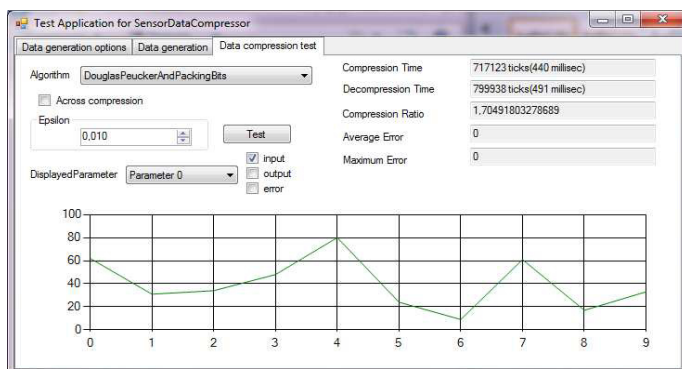 Test Application for SensorDataCompressor
Data generation options Data generation Data compression test
Algorithm DouglasPeuckerAndPackingBits
Across compression
Epsilon
0,010
Test
DisplayedParameter Parameter 0
input
output
error
Compression Time 717123 ticks(440 millisec)
Decompression Time 799938 ticks(491 millisec)
Compression Ratio 1,70491803278689
Average Error 0
Maximum Error 0
100
80
60
40
20
0
0 1 2 3 4 5 6 7 8 9